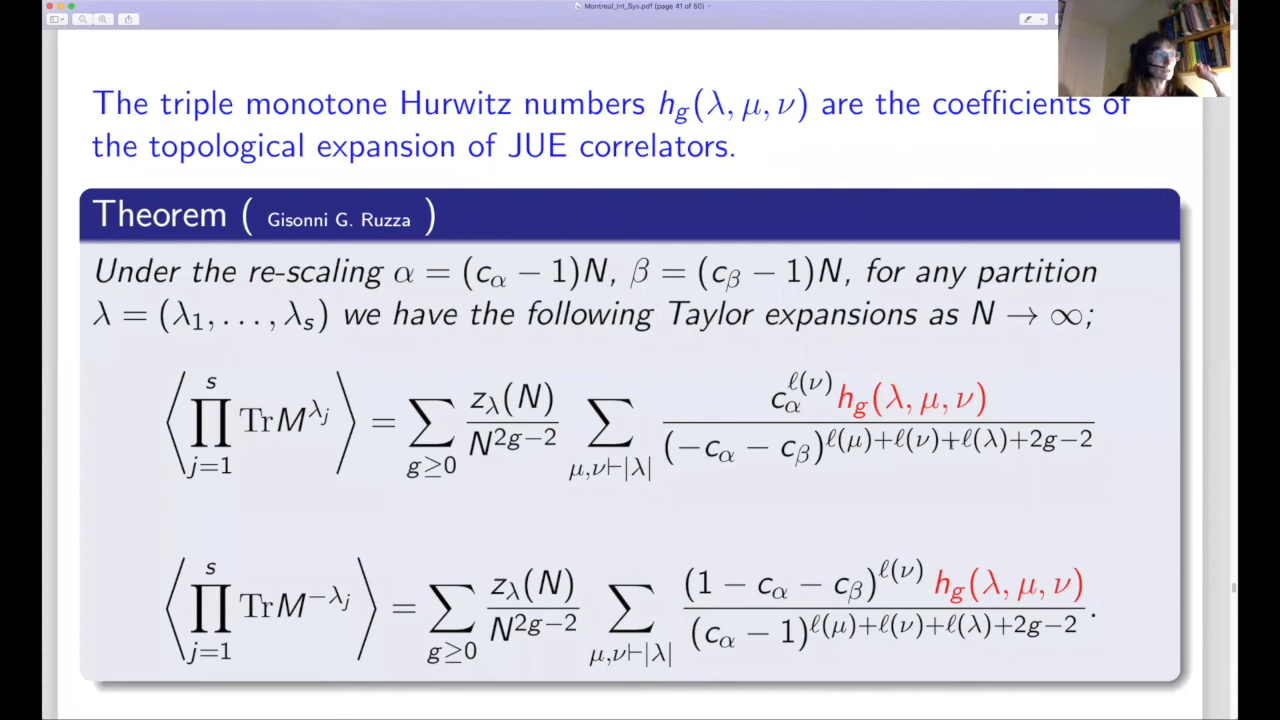 Montreal_Int_Sys.pdf (page 41 of 50)
The triple monotone Hurwitz numbers h_g(λ, μ, ν) are the coefficients of
the topological expansion of JUE correlators.
Theorem ( Gisonni G. Ruzza )
Under the re-scaling α = (c_α − 1)N, β = (c_β − 1)N, for any partition
λ = (λ_1, . . . , λ_s) we have the following Taylor expansions as N → ∞;
⟨ ∏_{j=1}^{s} Tr M^{λ_j} ⟩ = ∑_{g≥0} z_λ(N) / N^{2g−2} ∑_{μ,ν⊢|λ|} c_α^{ℓ(ν)} h_g(λ, μ, ν) / (−c_α − c_β)^{ℓ(μ)+ℓ(ν)+ℓ(λ)+2g−2}
⟨ ∏_{j=1}^{s} Tr M^{−λ_j} ⟩ = ∑_{g≥0} z_λ(N) / N^{2g−2} ∑_{μ,ν⊢|λ|} (1 − c_α − c_β)^{ℓ(ν)} h_g(λ, μ, ν) / (c_α − 1)^{ℓ(μ)+ℓ(ν)+ℓ(λ)+2g−2} .